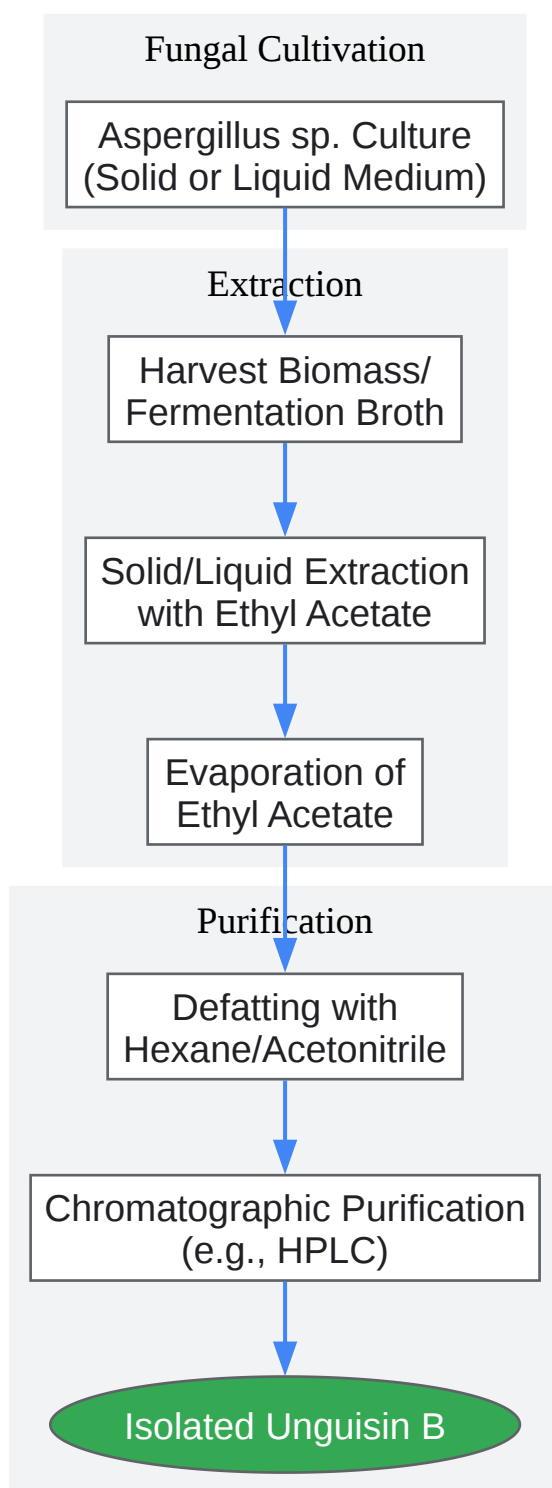 Fungal Cultivation
Aspergillus sp. Culture
(Solid or Liquid Medium)
Extraction
Harvest Biomass/
Fermentation Broth
Solid/Liquid Extraction
with Ethyl Acetate
Evaporation of
Ethyl Acetate
Purification
Defatting with
Hexane/Acetonitrile
Chromatographic Purification
(e.g., HPLC)
Isolated Unguisin B